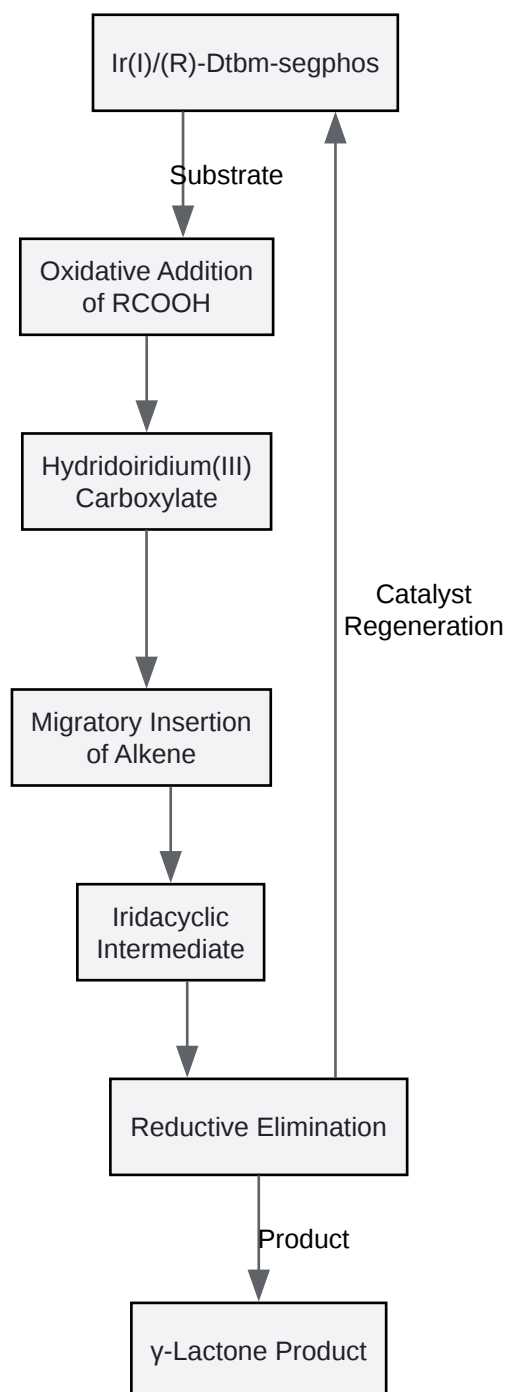 Ir(I)/(R)-Dtbm-segphos
Substrate
Oxidative Addition
of RCOOH
Hydridoiridium(III)
Carboxylate
Catalyst
Regeneration
Migratory Insertion
of Alkene
Iridacyclic
Intermediate
Reductive Elimination
Product
γ-Lactone Product